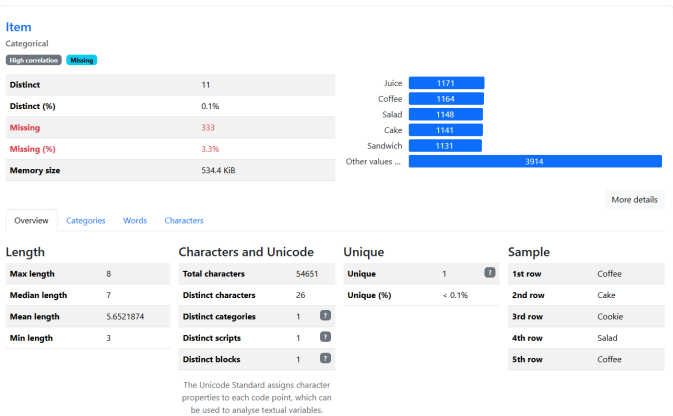 Item
Categorical
High correlation Missing
Distinct 11
Distinct (%) 0.1%
Missing 333
Missing (%) 3.3%
Memory size 534.4 KiB
Juice 1171
Coffee 1164
Salad 1148
Cake 1141
Sandwich 1131
Other values ... 3914
More details
Overview Categories Words Characters
Length
Max length 8
Median length 7
Mean length 5.6521874
Min length 3
Characters and Unicode
Total characters 54651
Distinct characters 26
Distinct categories 1 ?
Distinct scripts 1 ?
Distinct blocks 1 ?
The Unicode Standard assigns character
properties to each code point, which can
be used to analyse textual variables.
Unique
Unique 1 ?
Unique (%) < 0.1%
Sample
1st row Coffee
2nd row Cake
3rd row Cookie
4th row Salad
5th row Coffee